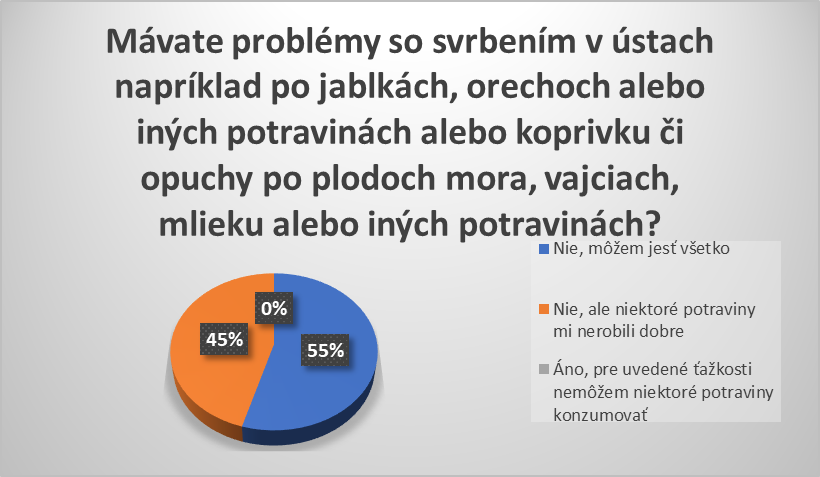 Mávate problémy so svrbením v ústach
napríklad po jablkách, orechoch alebo
iných potravinách alebo koprivku či
opuchy po plodoch mora, vajciach,
mlieku alebo iných potravinách?
Nie, môžem jesť všetko
Nie, ale niektoré potraviny
mi nerobili dobre
Áno, pre uvedené ťažkosti
nemôžem niektoré potraviny
konzumovať
0%
45%
55%